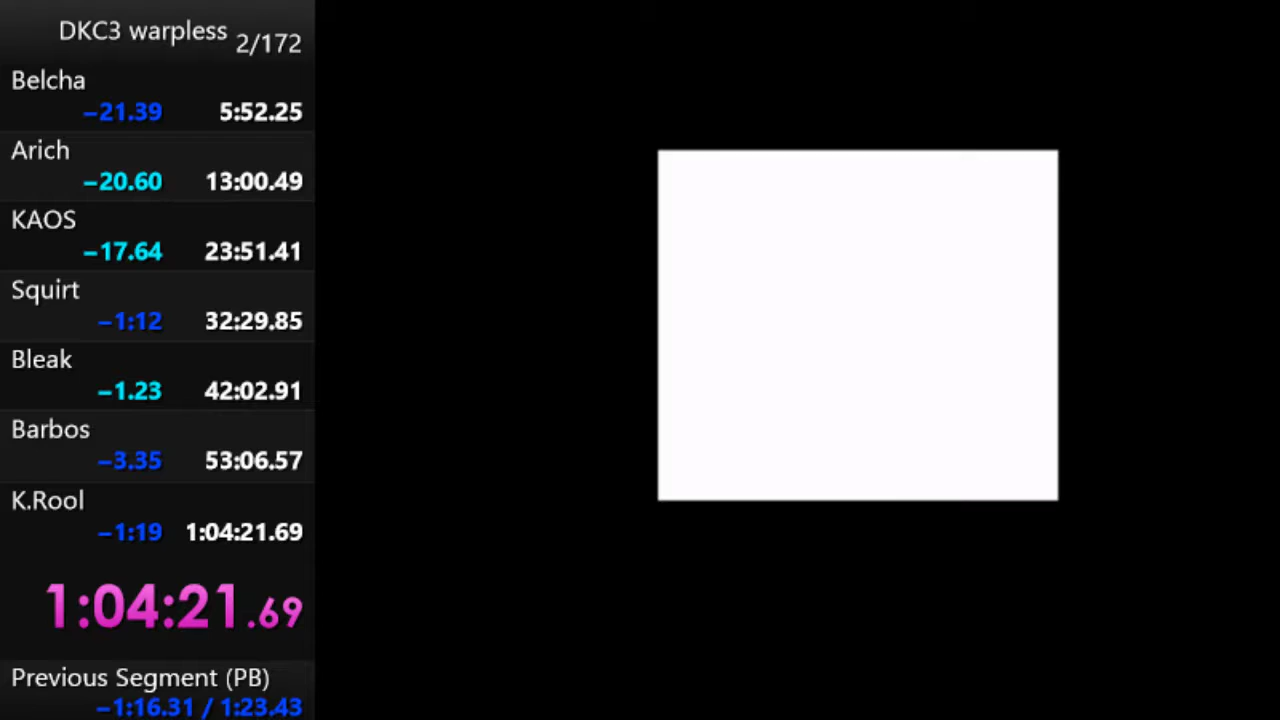 DKC3 warpless 2/172
Belcha
−21.39 5:52.25
Arich
−20.60 13:00.49
KAOS
−17.64 23:51.41
Squirt
−1:12 32:29.85
Bleak
−1.23 42:02.91
Barbos
−3.35 53:06.57
K.Rool
−1:19 1:04:21.69
1:04:21.69
Previous Segment (PB)
−1:16.31 / 1:23.43